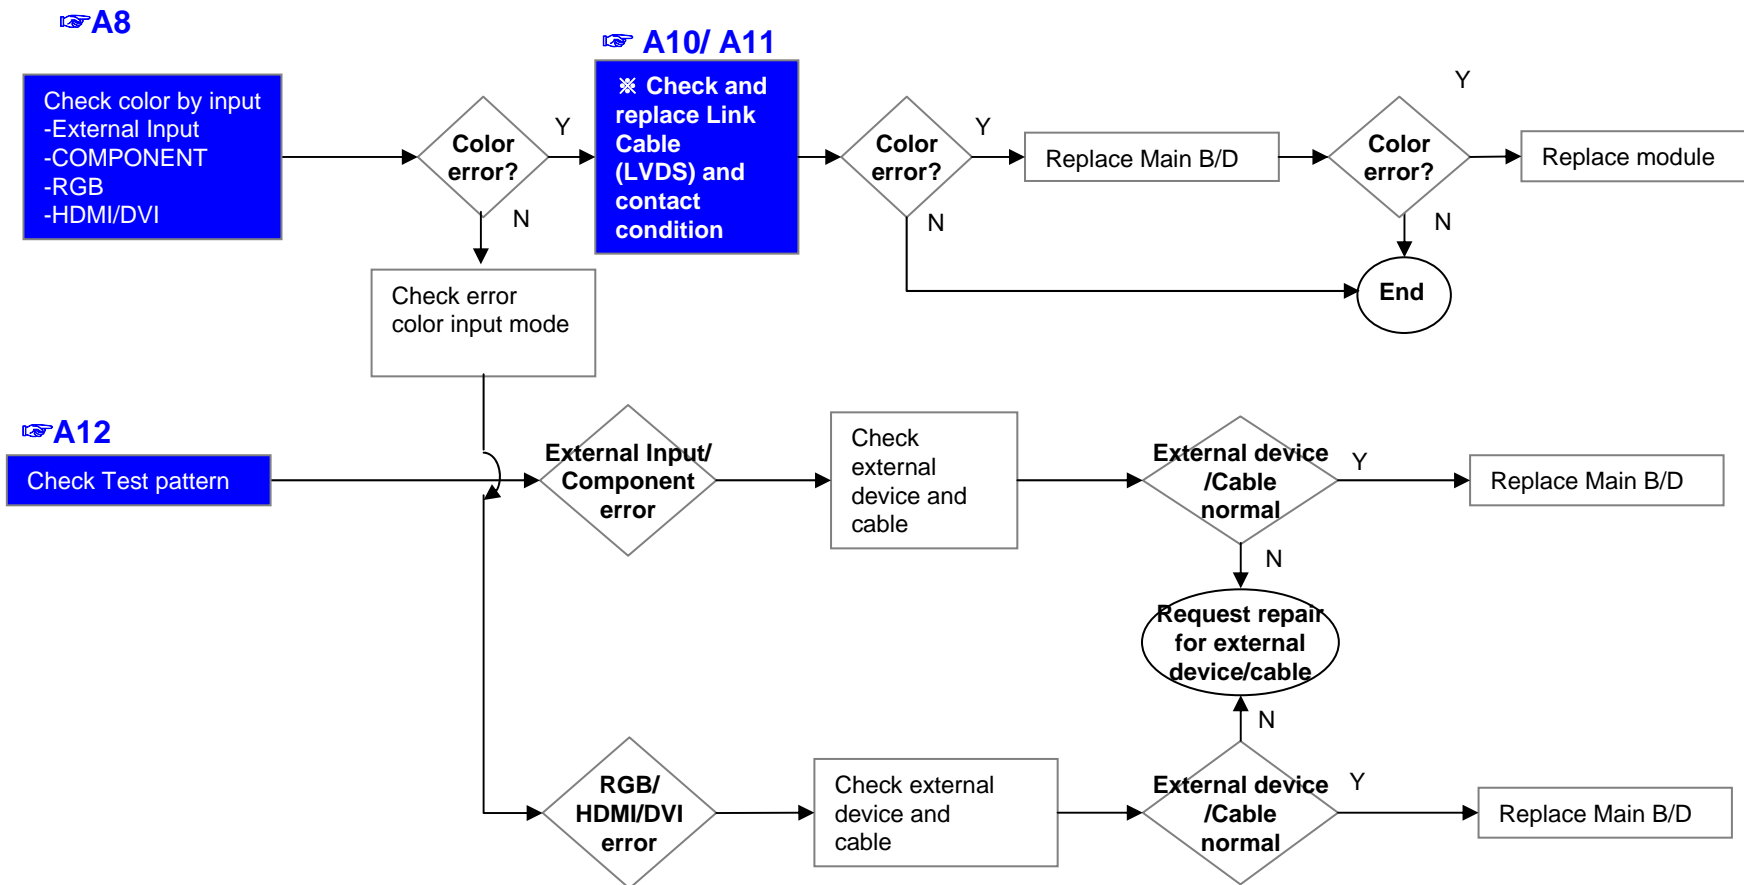 ☞A8
☞ A10/ A11
Check color by input
-External Input
-COMPONENT
-RGB
-HDMI/DVI
Color
error?
Y
N
※ Check and
replace Link
Cable
(LVDS) and
contact
condition
Color
error?
Y
N
Replace Main B/D
Color
error?
Y
N
Replace module
End
Check error
color input mode
☞A12
Check Test pattern
External Input/
Component
error
Check
external
device and
cable
External device
/Cable
normal
Y
N
Replace Main B/D
Request repair
for external
device/cable
N
RGB/
HDMI/DVI
error
Check external
device and
cable
External device
/Cable
normal
Y
Replace Main B/D